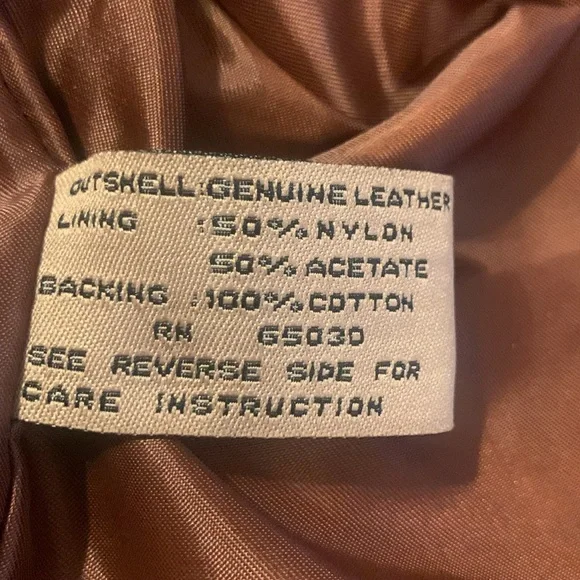 OUTSHELL:GENUINE LEATHER
LINING :50% NYLON
50% ACETATE
BACKING :100% COTTON
RN 65030
SEE REVERSE SIDE FOR
CARE INSTRUCTION